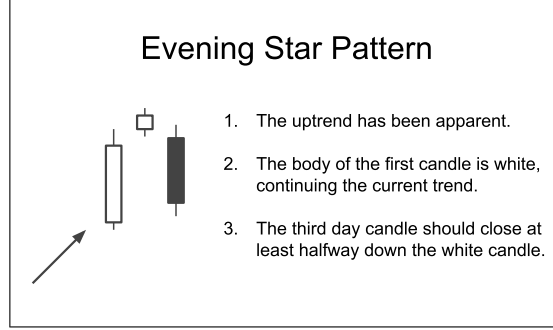 Evening Star Pattern
1. The uptrend has been apparent.
2. The body of the first candle is white,
continuing the current trend.
3. The third day candle should close at
least halfway down the white candle.